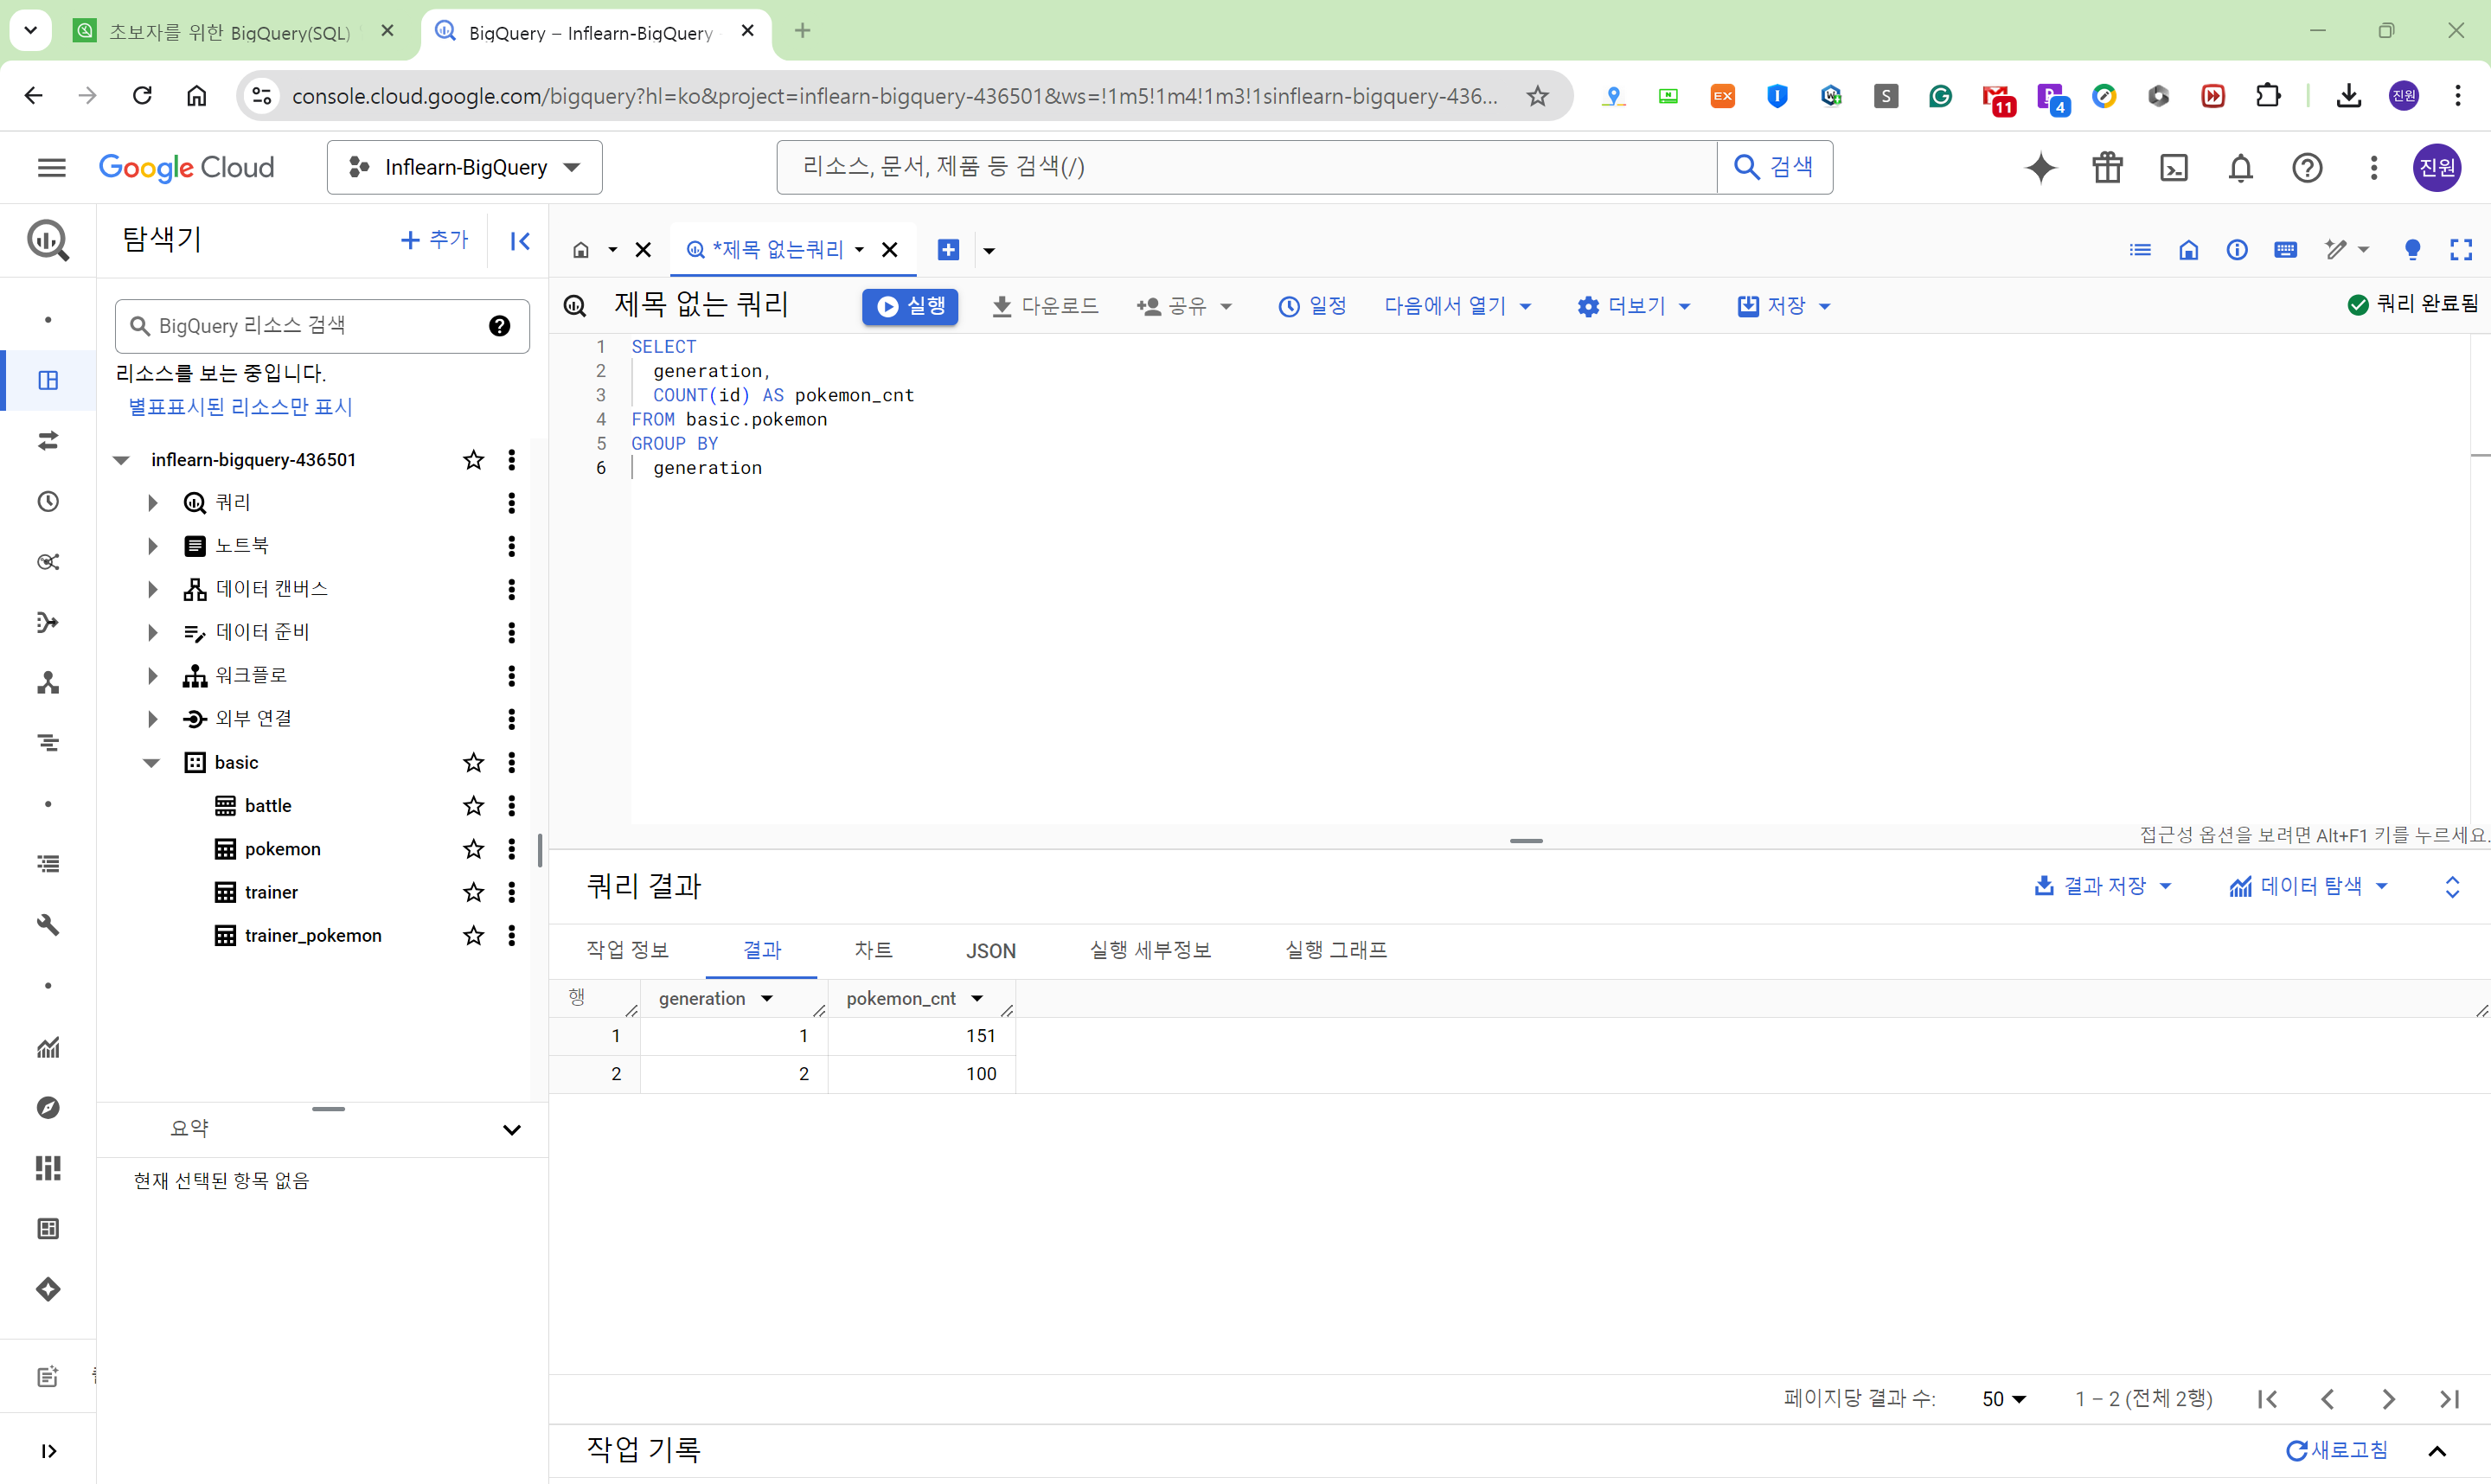 초보자를 위한 BigQuery(SQL)
BigQuery – Inflearn-BigQuery
console.cloud.google.com/bigquery?hl=ko&project=inflearn-bigquery-436501&ws=!1m5!1m4!1m3!1sinflearn-bigquery-436...
EX
S
11
4
진원
Google Cloud
Inflearn-BigQuery
리소스, 문서, 제품 등 검색(/)
검색
진원
탐색기
추가
*제목 없는쿼리
BigQuery 리소스 검색
리소스를 보는 중입니다.
별표표시된 리소스만 표시
inflearn-bigquery-436501
쿼리
노트북
데이터 캔버스
데이터 준비
워크플로
외부 연결
basic
battle
pokemon
trainer
trainer_pokemon
요약
현재 선택된 항목 없음
제목 없는 쿼리
실행
다운로드
공유
일정
다음에서 열기
더보기
저장
쿼리 완료됨
1 SELECT
2 generation,
3 COUNT(id) AS pokemon_cnt
4 FROM basic.pokemon
5 GROUP BY
6 generation
접근성 옵션을 보려면 Alt+F1 키를 누르세요.
쿼리 결과
결과 저장
데이터 탐색
작업 정보
결과
차트
JSON
실행 세부정보
실행 그래프
행 generation pokemon_cnt
1 1 151
2 2 100
페이지당 결과 수:
50
1 – 2 (전체 2행)
작업 기록
새로고침